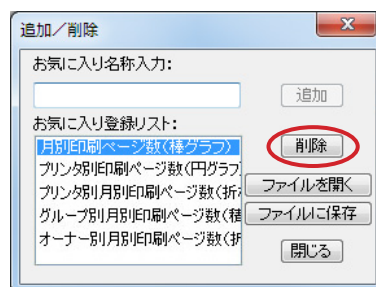 追加／削除
お気に入り名称入力:
追加
お気に入り登録リスト:
月別印刷ページ数(棒グラフ)
削除
プリンタ別印刷ページ数(円グラフ
プリンタ別月別印刷ページ数(折
ファイルを開く
グループ別月別印刷ページ数(積
ファイルに保存
オーナー別月別印刷ページ数(折
閉じる